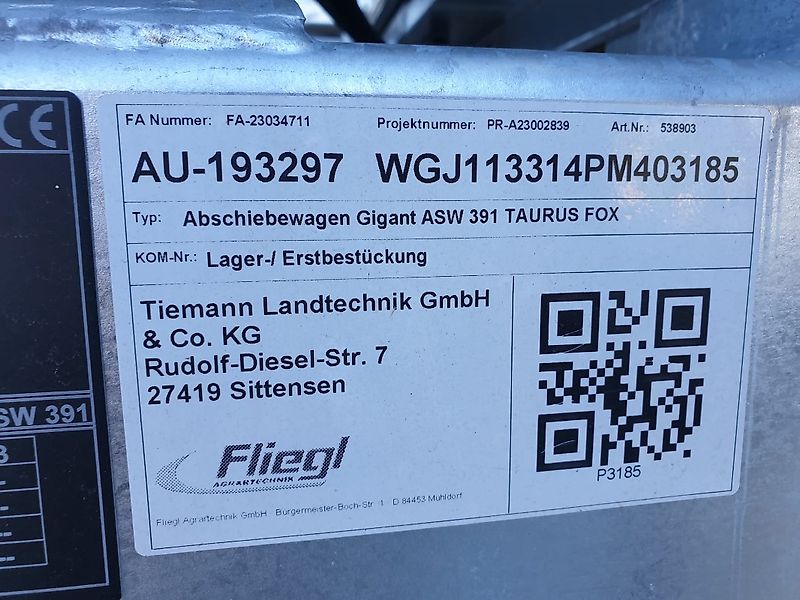 CE
FA Nummer: FA-23034711 Projektnummer: PR-A23002839 Art.Nr.: 538903
AU-193297 WGJ113314PM403185
Typ: Abschiebewagen Gigant ASW 391 TAURUS FOX
KOM-Nr.: Lager-/ Erstbestückung
Tiemann Landtechnik GmbH
& Co. KG
Rudolf-Diesel-Str. 7
27419 Sittensen
Fliegl
AGRARTECHNIK
Fliegl Agrartechnik GmbH Bürgermeister-Boch-Str. 1 D 84453 Mühldorf
P3185
ASW 391